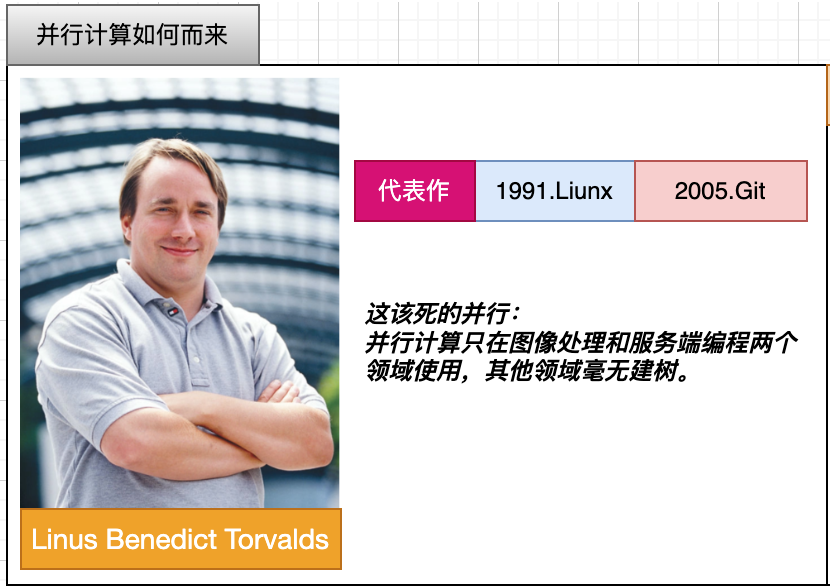 并行计算如何而来
代表作
1991.Liunx
2005.Git
这该死的并行：
并行计算只在图像处理和服务端编程两个
领域使用，其他领域毫无建树。
Linus Benedict Torvalds